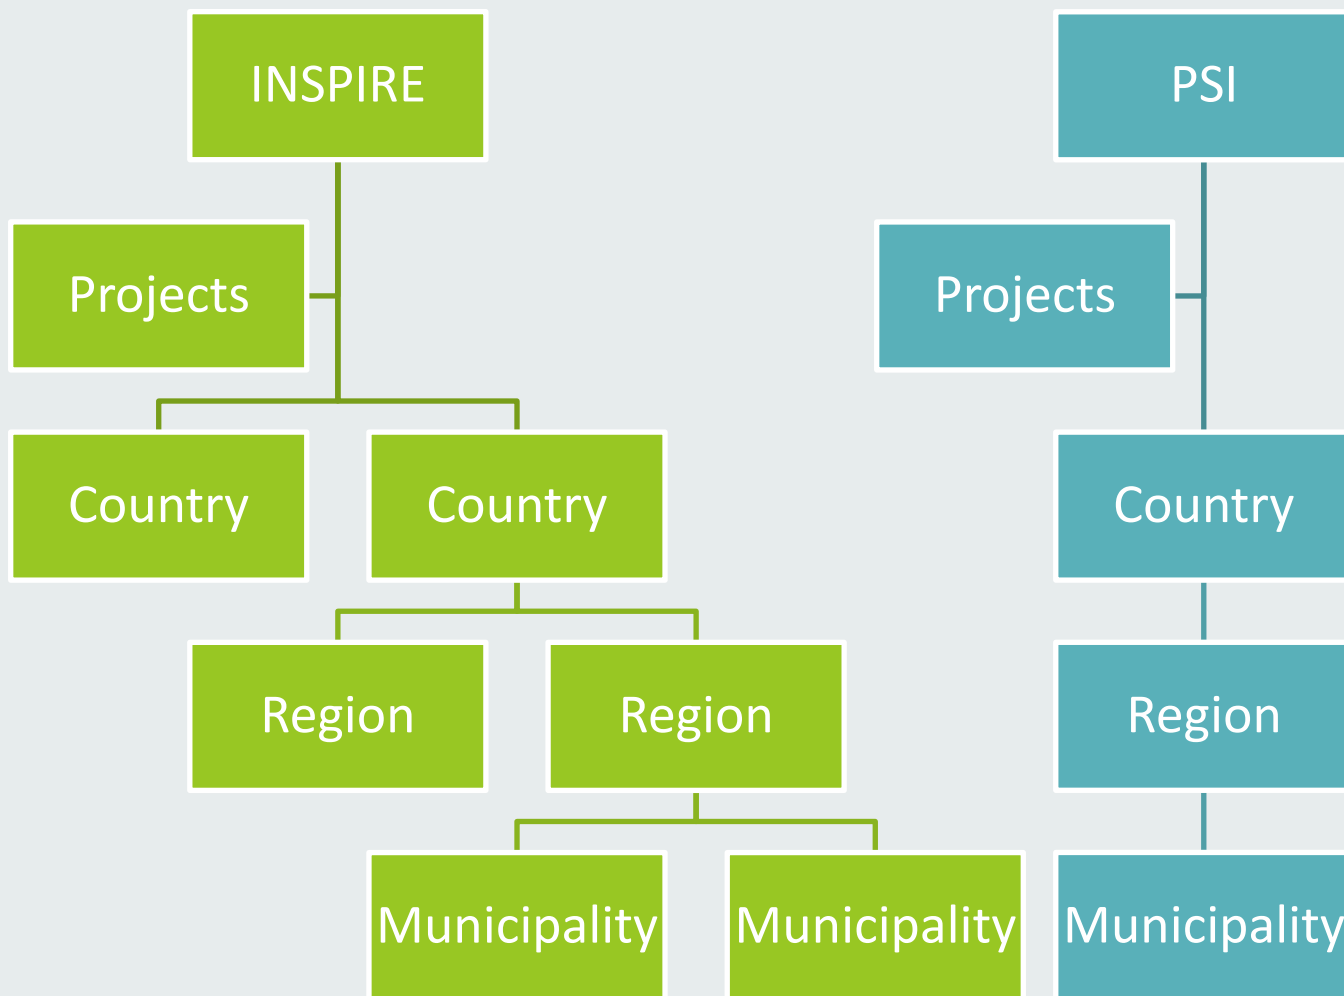 INSPIRE
PSI
Projects
Projects
Country
Country
Country
Region
Region
Region
Municipality
Municipality
Municipality